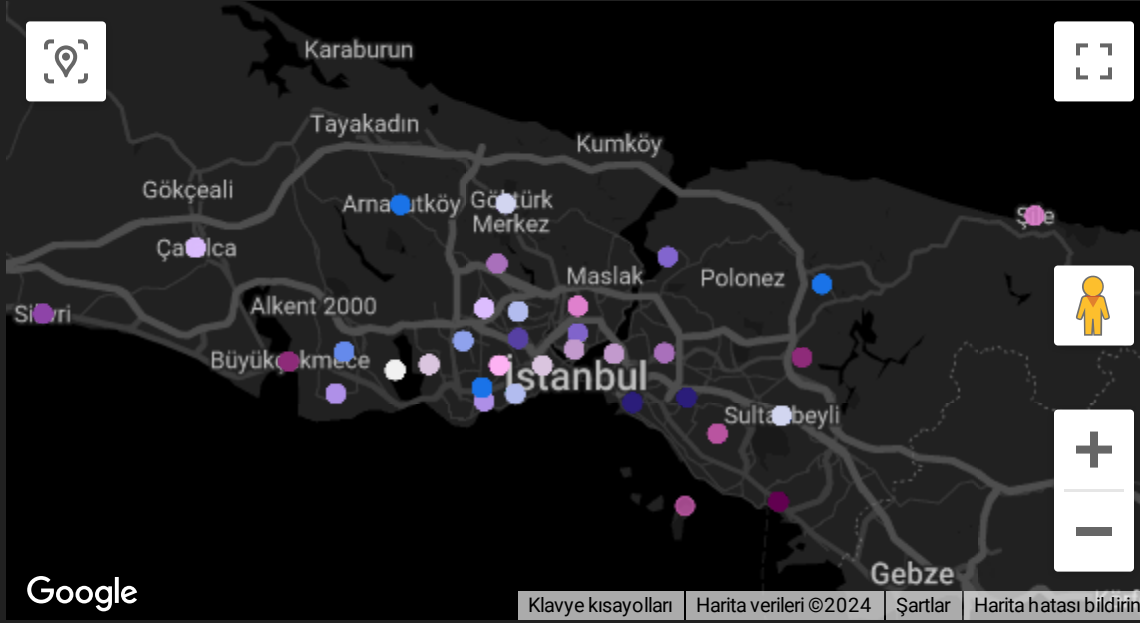 Karaburun
Tayakadın
Kumköy
Gökçeali
Arnavutköy
Göktürk
Merkez
Şile
Çatalca
Maslak
Polonez
Silivri
Alkent 2000
Büyükçekmece
İstanbul
Sultanbeyli
Gebze
Google
Klavye kısayolları
Harita verileri ©2024
Şartlar
Harita hatası bildirin